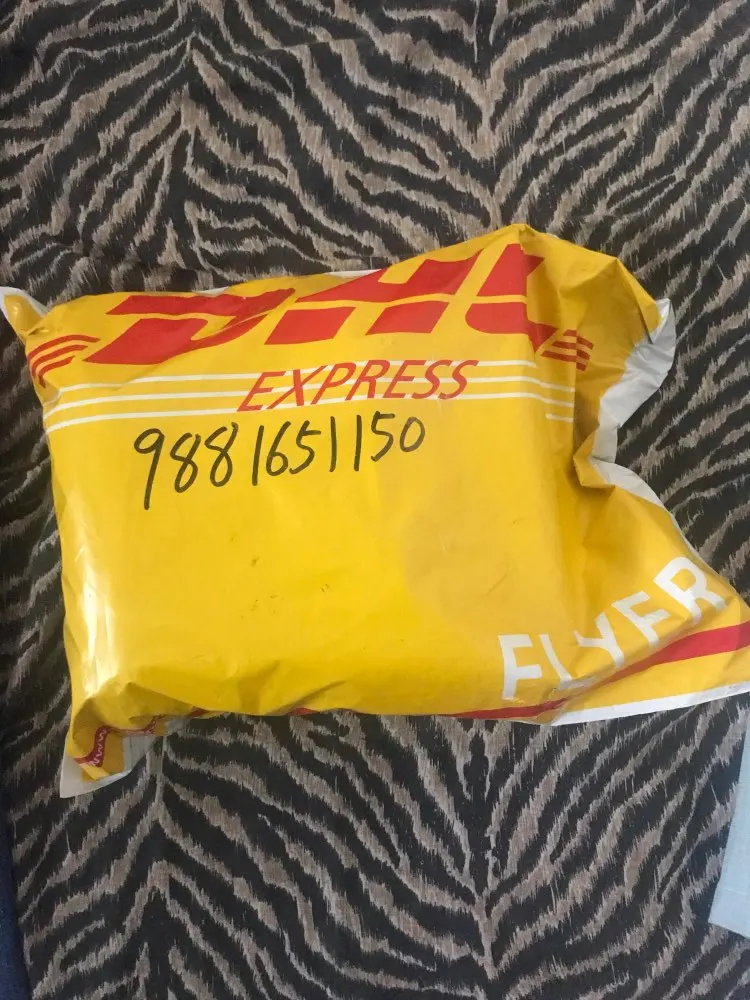 DHL
EXPRESS
9881651150
FLYER